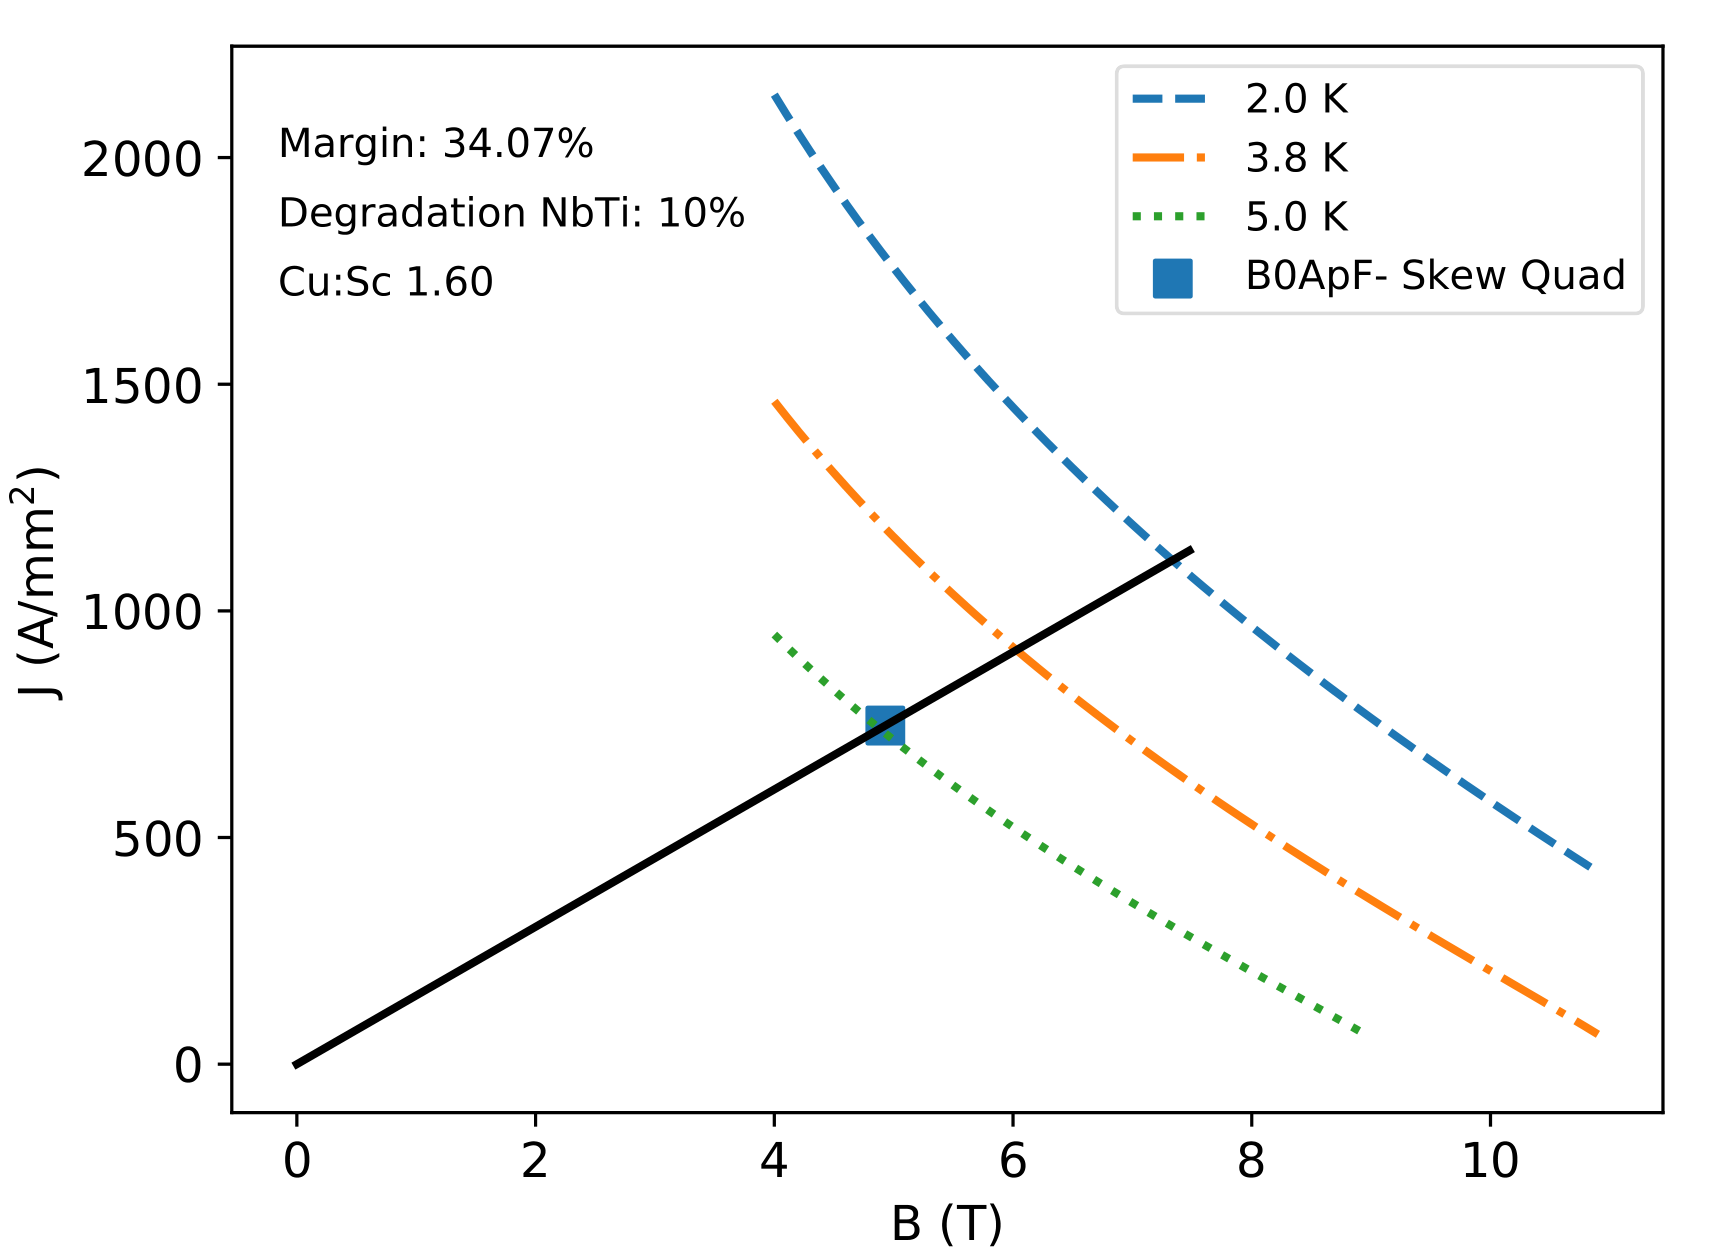 Margin: 34.07%
Degradation NbTi: 10%
Cu:Sc 1.60
2.0 K
3.8 K
5.0 K
B0ApF- Skew Quad
2000
1500
1000
500
0
J (A/mm²)
0 2 4 6 8 10
B (T)